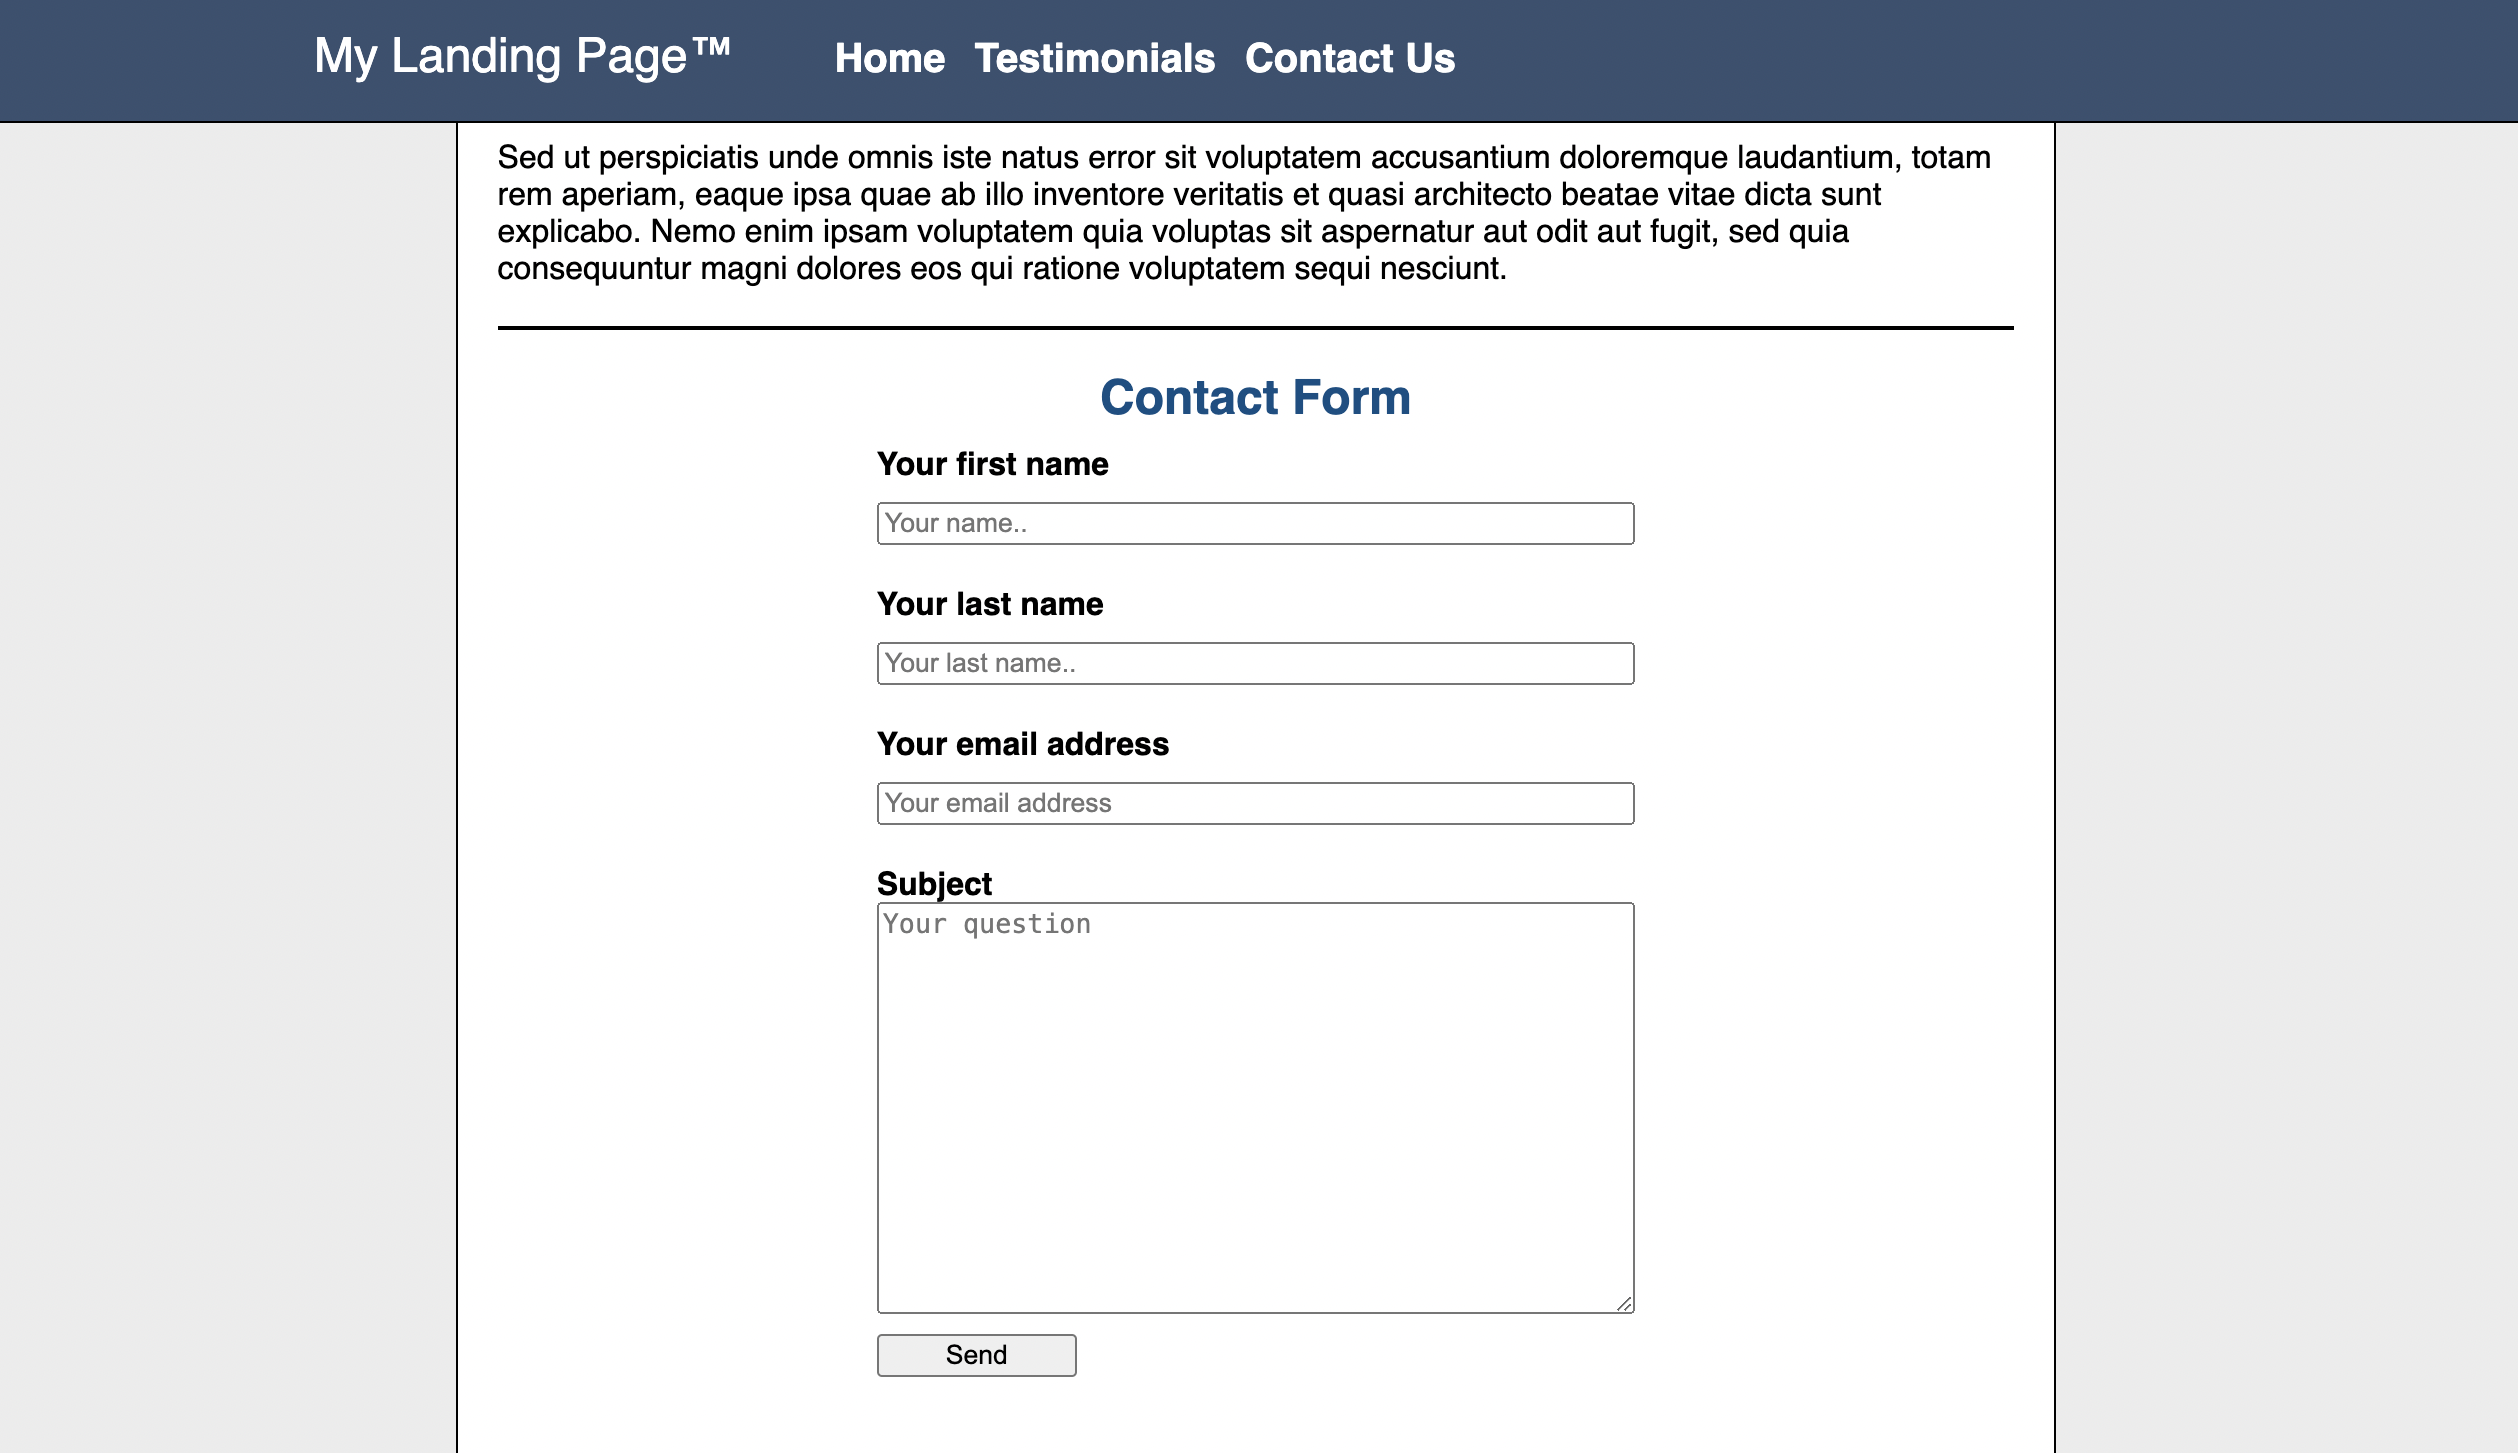 My Landing Page™ Home Testimonials Contact Us
Sed ut perspiciatis unde omnis iste natus error sit voluptatem accusantium doloremque laudantium, totam
rem aperiam, eaque ipsa quae ab illo inventore veritatis et quasi architecto beatae vitae dicta sunt
explicabo. Nemo enim ipsam voluptatem quia voluptas sit aspernatur aut odit aut fugit, sed quia
consequuntur magni dolores eos qui ratione voluptatem sequi nesciunt.
Contact Form
Your first name
Your name..
Your last name
Your last name..
Your email address
Your email address
Subject
Your question
Send